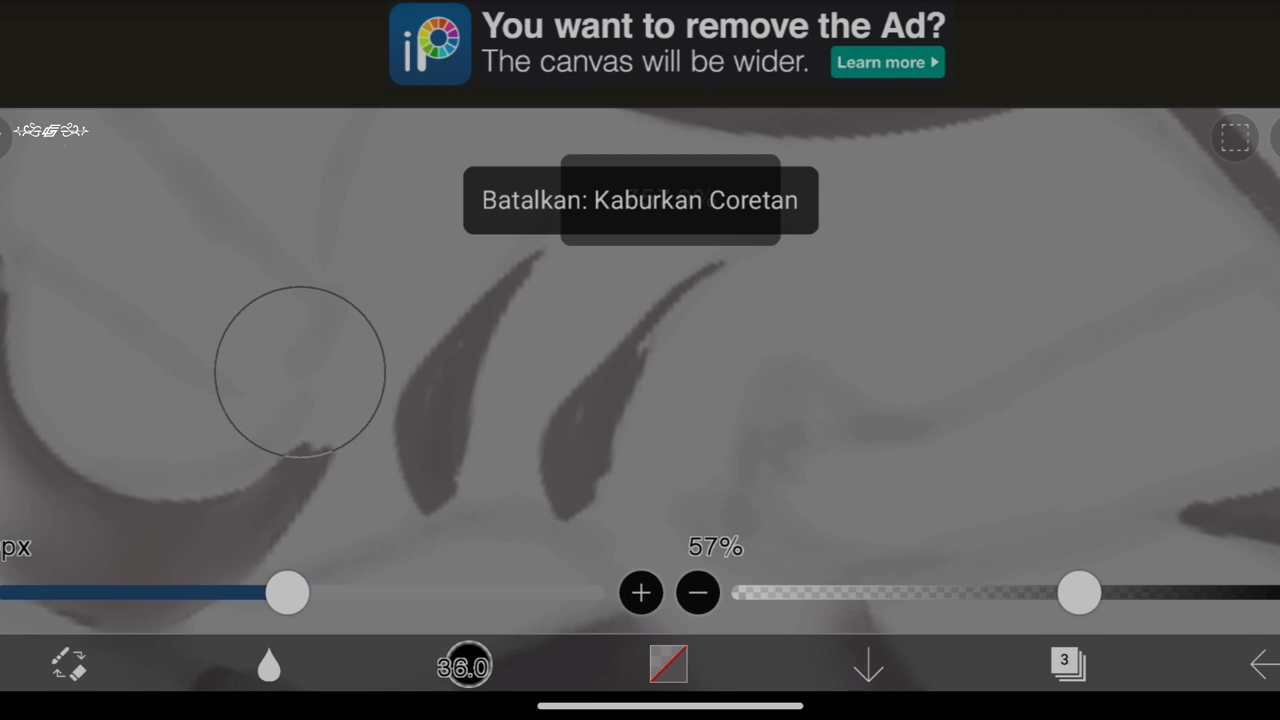 iP
You want to remove the Ad?
The canvas will be wider.
Learn more
Batalkan: Kaburkan Coretan
px
57%
36.0
3